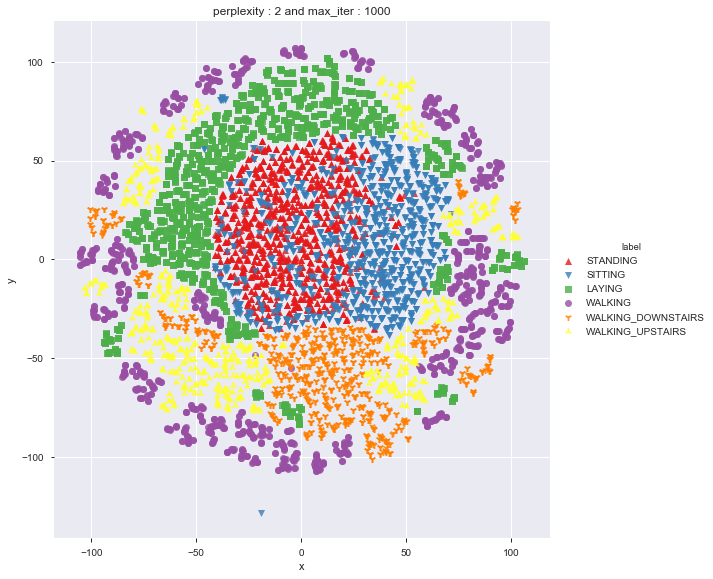 perplexity : 2 and max_iter : 1000
y
100
50
0
−50
−100
−100
−50
0
50
100
x
label
STANDING
SITTING
LAYING
WALKING
WALKING_DOWNSTAIRS
WALKING_UPSTAIRS